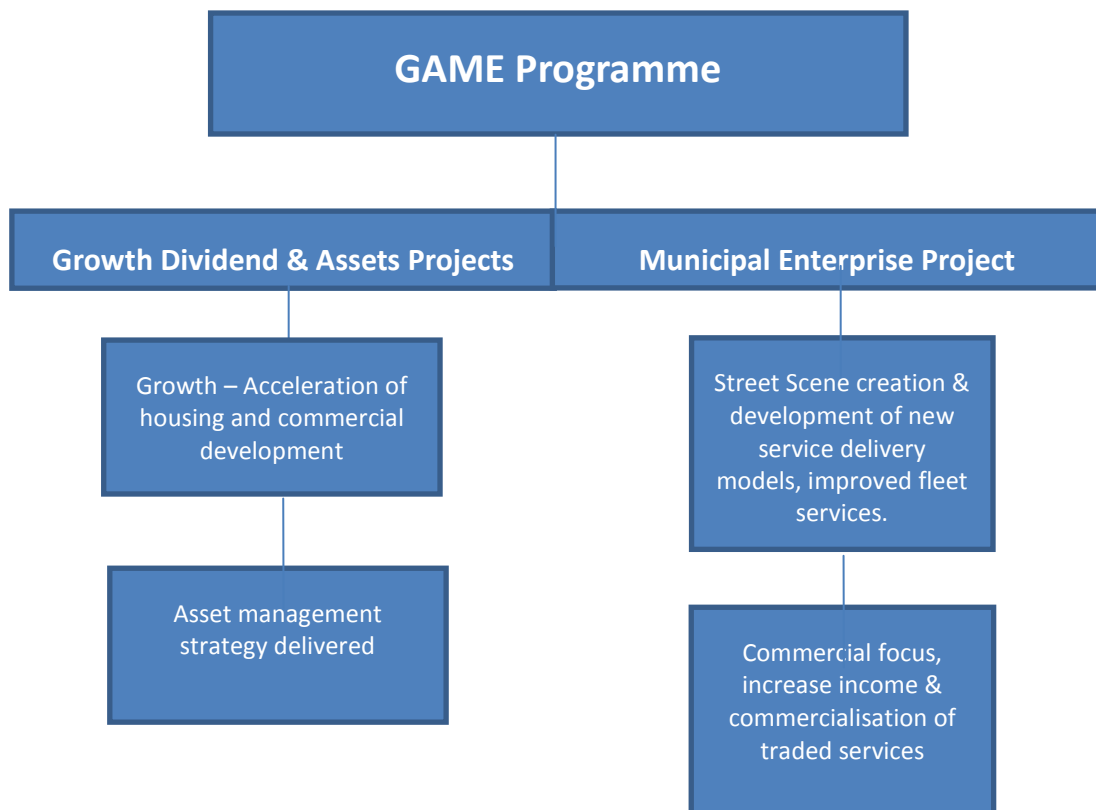 GAME Programme
Growth Dividend & Assets Projects
Municipal Enterprise Project
Growth – Acceleration of
housing and commercial
development
Asset management
strategy delivered
Street Scene creation &
development of new
service delivery
models, improved fleet
services.
Commercial focus,
increase income &
commercialisation of
traded services